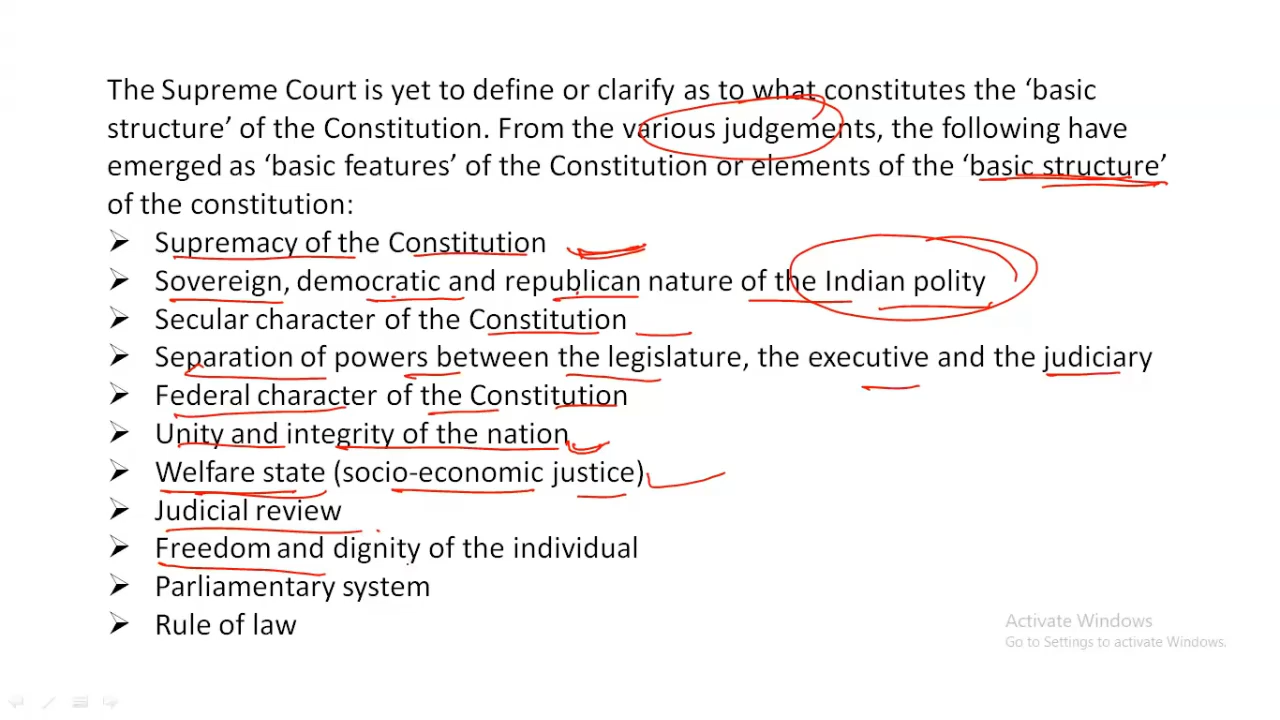 The Supreme Court is yet to define or clarify as to what constitutes the ‘basic
structure’ of the Constitution. From the various judgements, the following have
emerged as ‘basic features’ of the Constitution or elements of the ‘basic structure’
of the constitution:
➢ Supremacy of the Constitution
➢ Sovereign, democratic and republican nature of the Indian polity
➢ Secular character of the Constitution
➢ Separation of powers between the legislature, the executive and the judiciary
➢ Federal character of the Constitution
➢ Unity and integrity of the nation
➢ Welfare state (socio-economic justice)
➢ Judicial review
➢ Freedom and dignity of the individual
➢ Parliamentary system
➢ Rule of law
Activate Windows
Go to Settings to activate Windows.